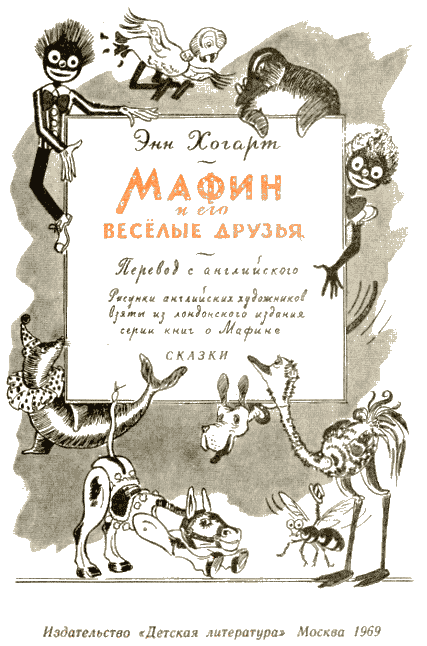 Энн Хогарт
МАФИН
и его
ВЕСЁЛЫЕ ДРУЗЬЯ
Перевод с английского
Рисунки английских художников
взяты из лондонского издания
серии книг о Мафине
СКАЗКИ
Издательство «Детская литература» Москва 1969